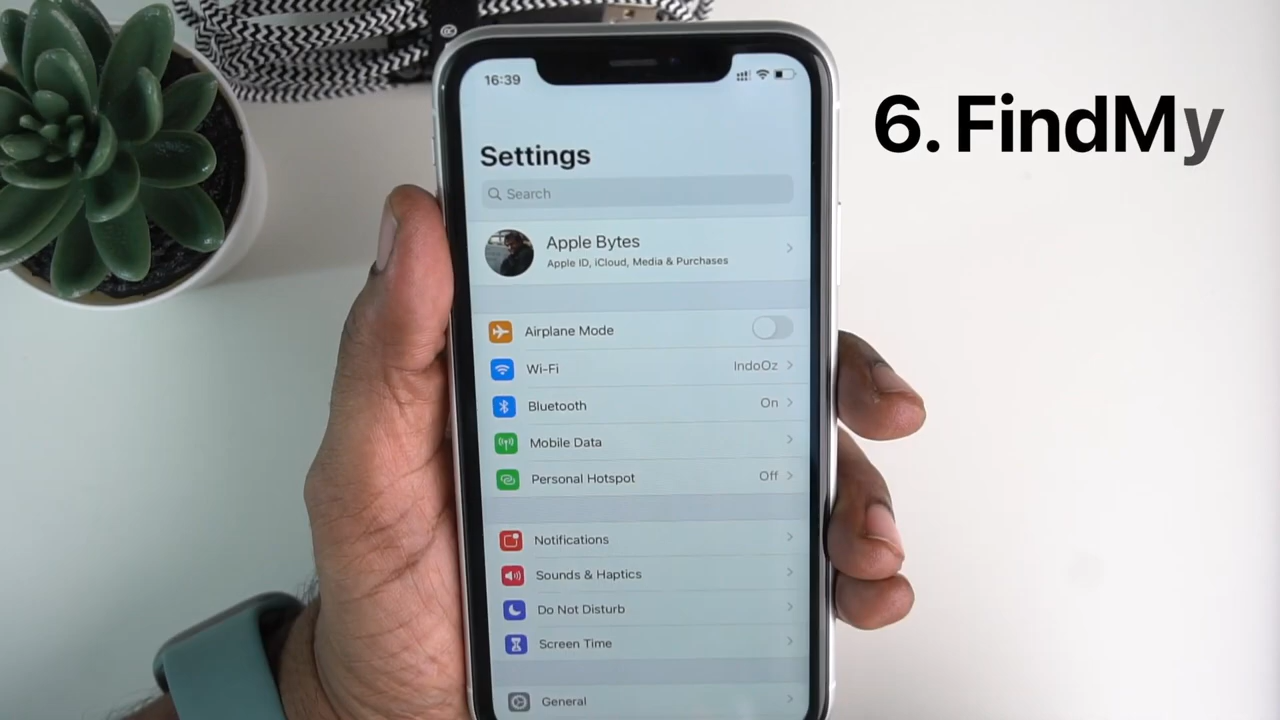 16:39
6. FindMy
Settings
Search
Apple Bytes
Apple ID, iCloud, Media & Purchases
Airplane Mode
Wi-Fi
IndoOz
Bluetooth
On
Mobile Data
Personal Hotspot
Off
Notifications
Sounds & Haptics
Do Not Disturb
Screen Time
General